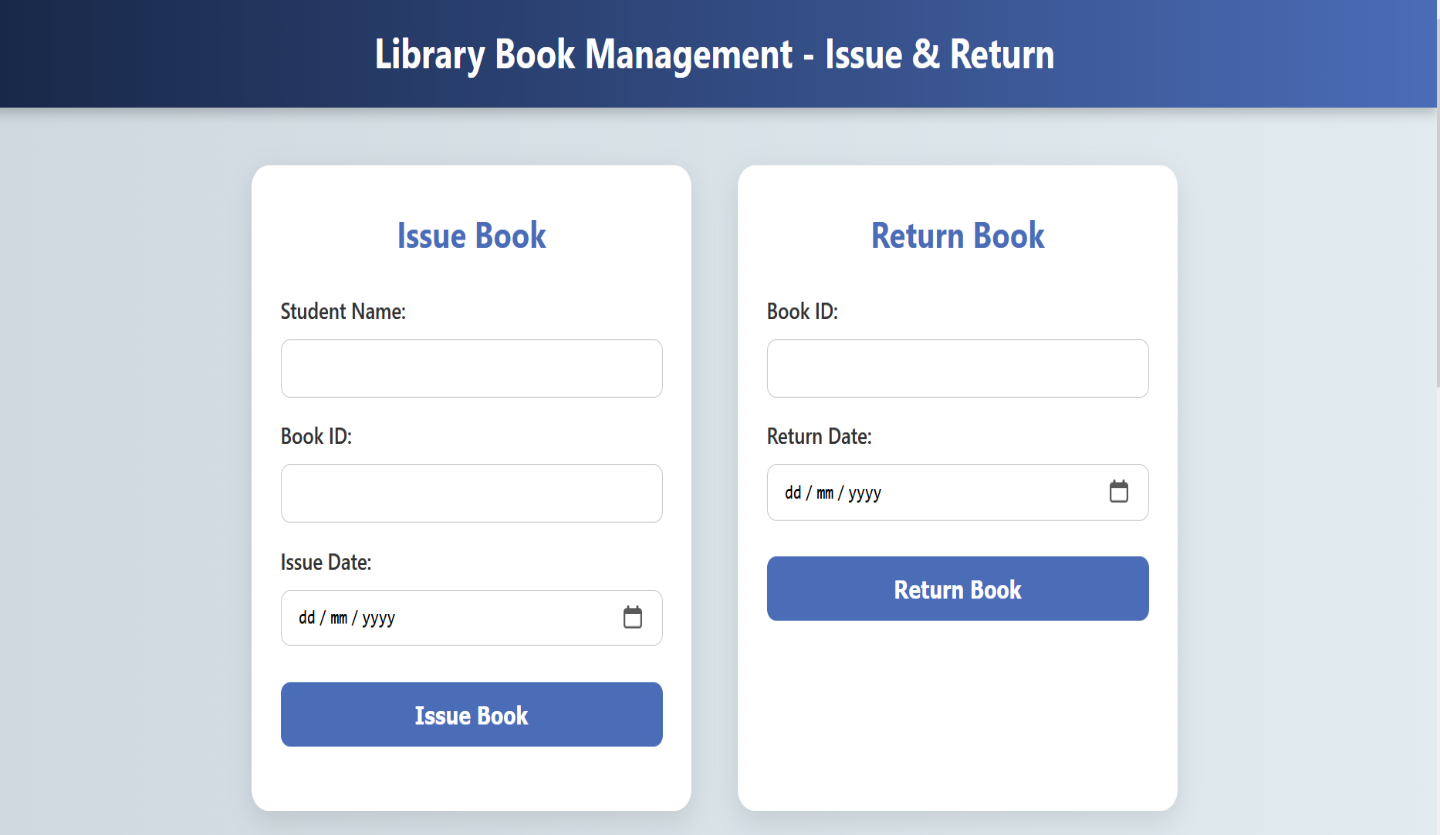 Library Book Management - Issue & Return
Issue Book
Student Name:
Book ID:
Issue Date:
dd / mm / yyyy
Issue Book
Return Book
Book ID:
Return Date:
dd / mm / yyyy
Return Book